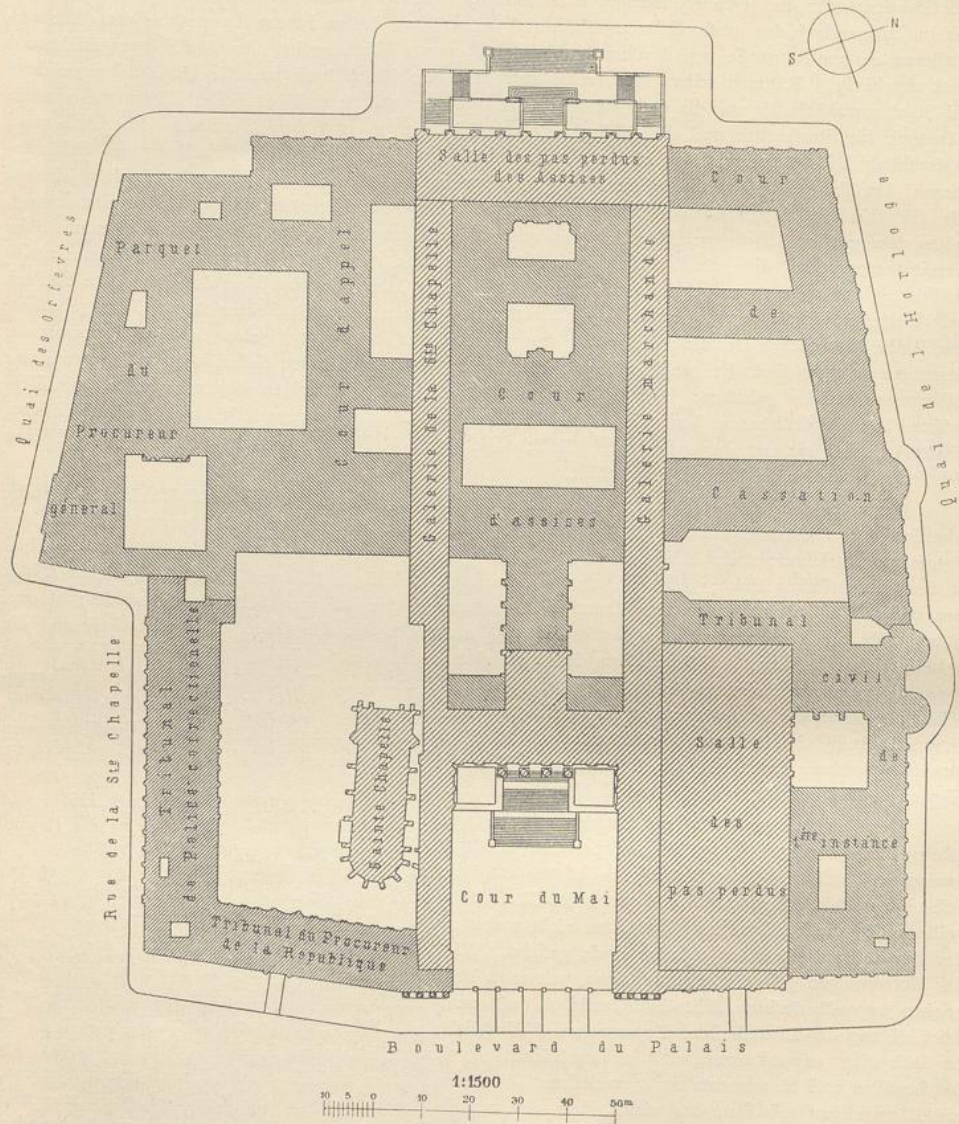 N
S
Salle des pas perdus
des Assises
Cour
de
Cassation
Quai de l'Horloge
Quai des Orfèvres
Parquet
du
Procureur
général
Cour d'appel
Galerie de la Ste Chapelle
Galerie marchande
Cour
d'assises
Tribunal
civil
de
1ère instance
Salle
des
pas perdus
Rue de la Ste Chapelle
Tribunal
de Police correctionelle
Sainte Chapelle
Cour du Mai
Tribunal du Procureur
de la République
Boulevard du Palais
1:1500
10 5 0 10 20 30 40 50m